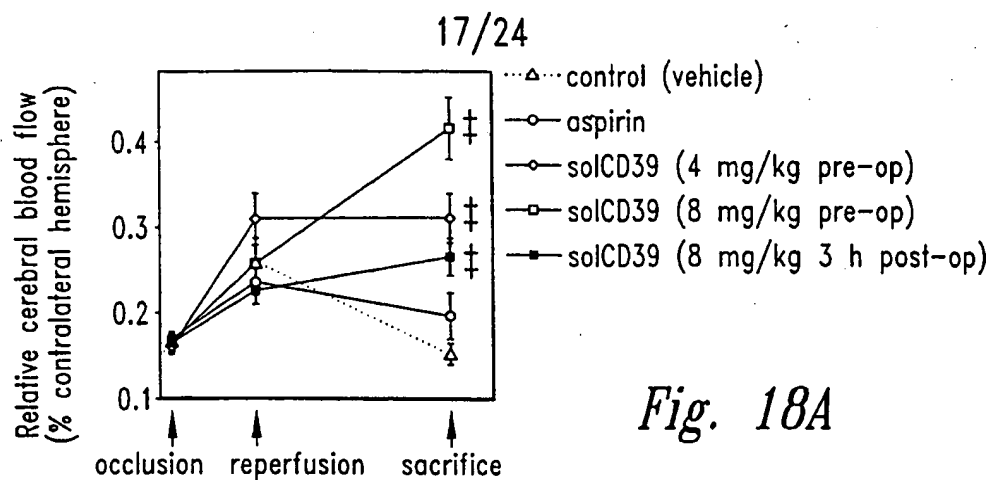 17/24
Relative cerebral blood flow
(% contralateral hemisphere)
0.4
0.3
0.2
0.1
occlusion
reperfusion
sacrifice
‡
‡
‡
control (vehicle)
aspirin
solCD39 (4 mg/kg pre-op)
solCD39 (8 mg/kg pre-op)
solCD39 (8 mg/kg 3 h post-op)
Fig. 18A